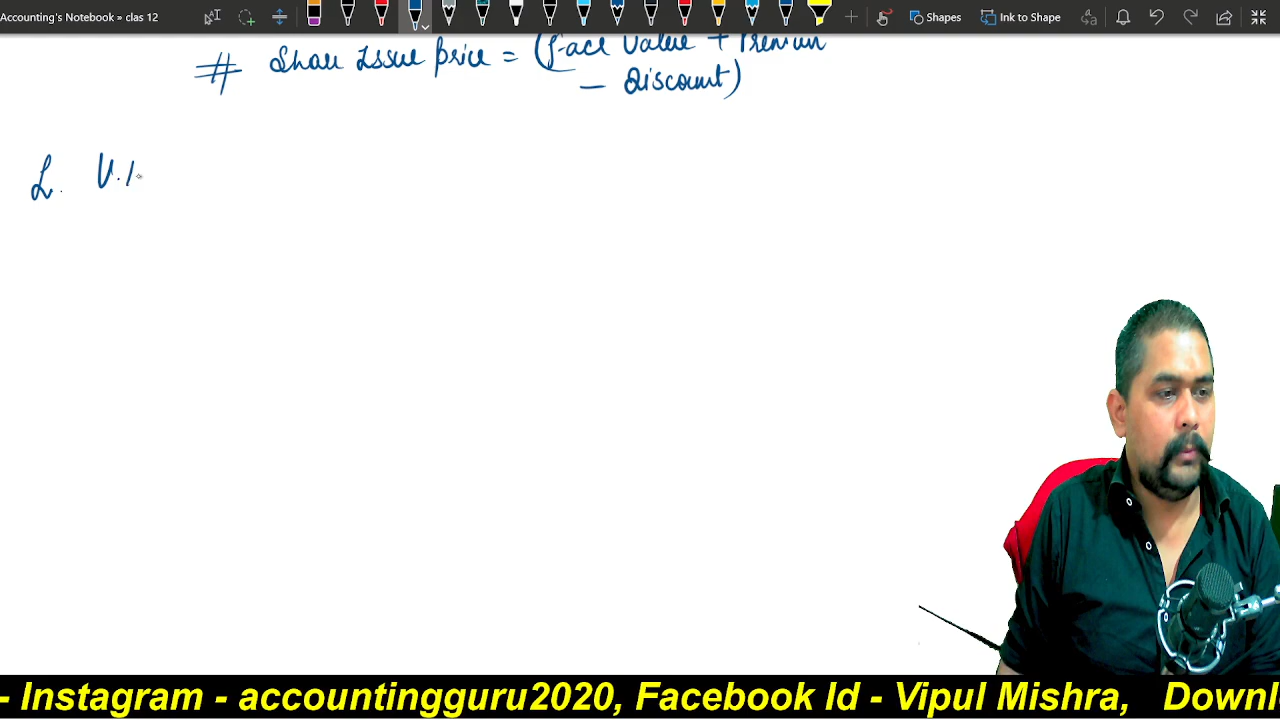 Accounting's Notebook » clas 12
Shapes
Ink to Shape
# Share Issue price = (Face Value + Premium
– Discount)
V.
- Instagram - accountingguru2020, Facebook Id - Vipul Mishra, Downl